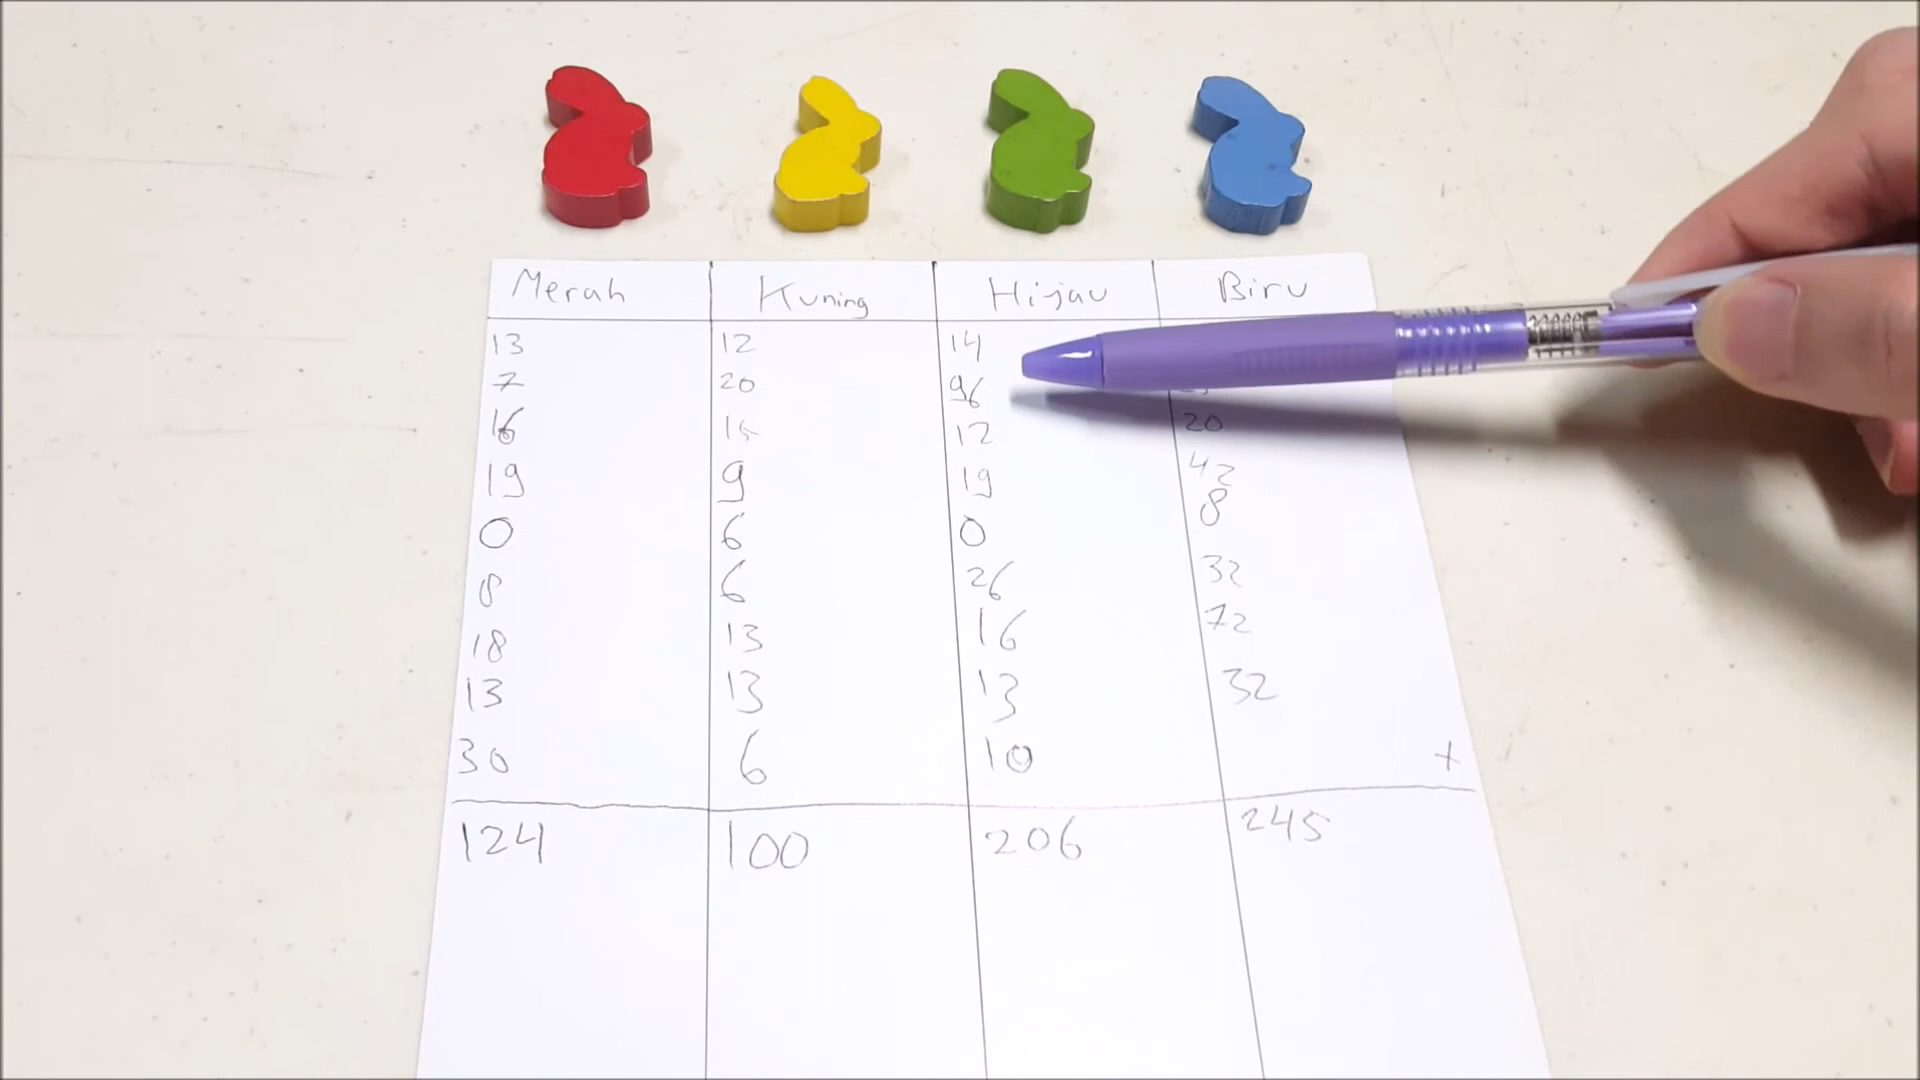 Merah Kuning Hijau Biru
13 12 14
7 20 96
16 15 12 20
19 9 19 42
0 6 0 8
8 6 26 32
18 13 16 72
13 13 13 32
30 6 10 +
124 100 206 245